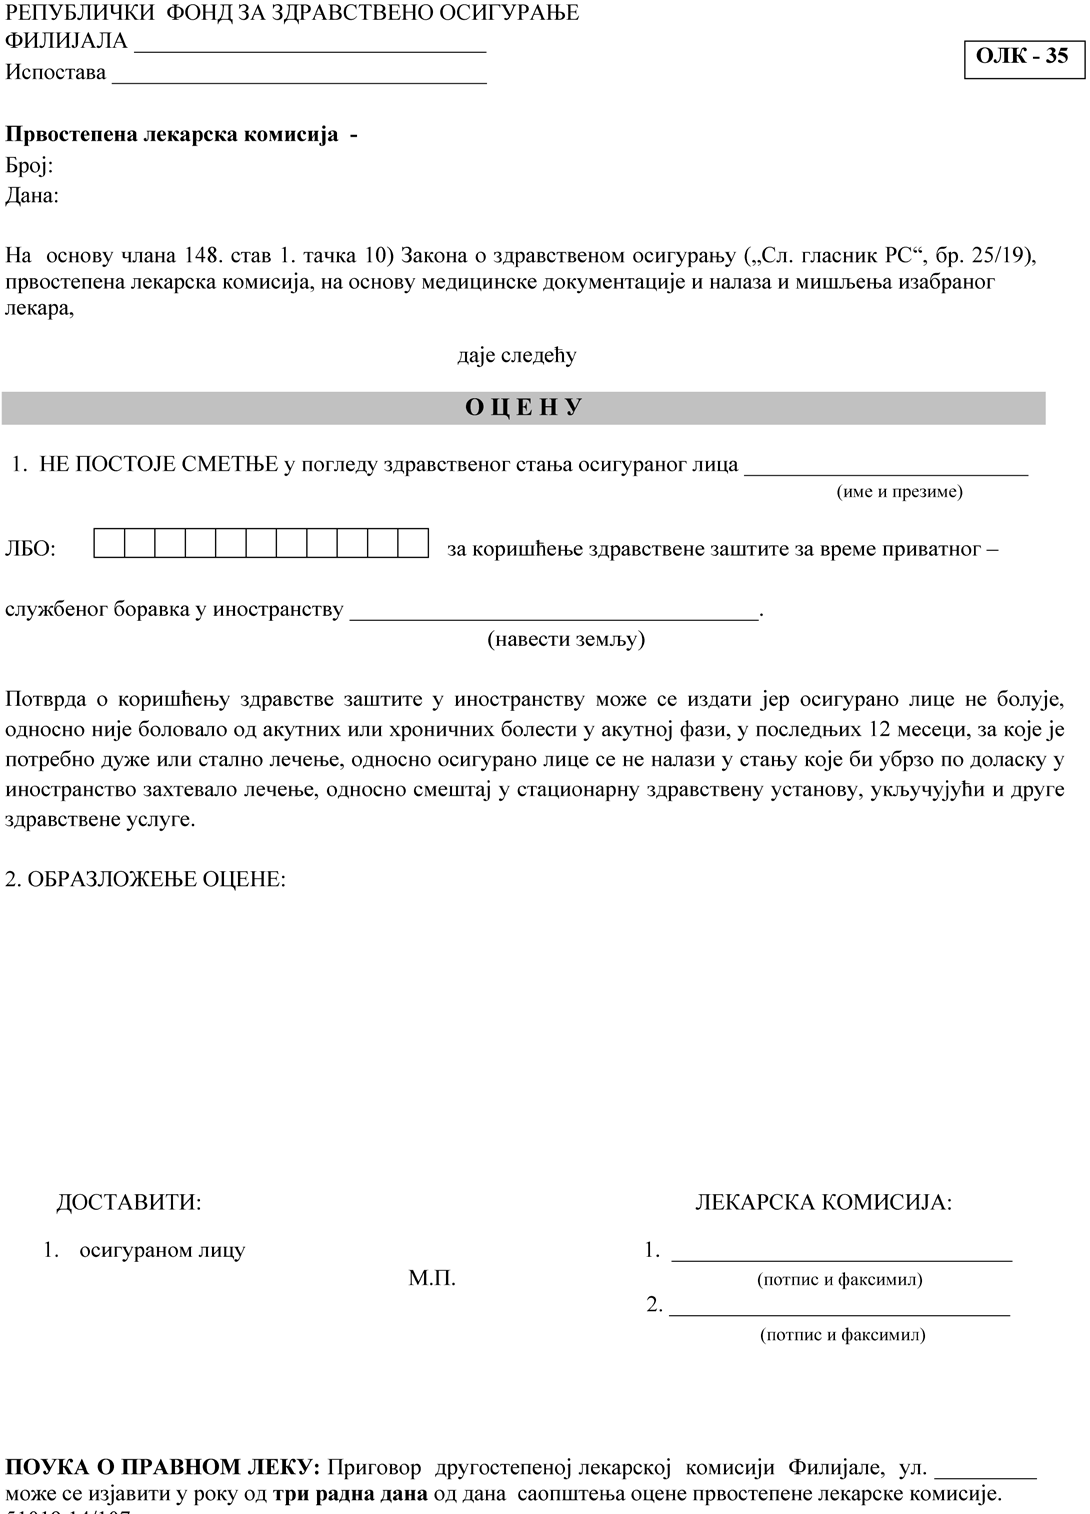 РЕПУБЛИЧКИ ФОНД ЗА ЗДРАВСТВЕНО ОСИГУРАЊЕ
ФИЛИЈАЛА ________________
Испостава ________________
ОЛК - 35
Првостепена лекарска комисија -
Број:
Дана:
На основу члана 148. став 1. тачка 10) Закона о здравственом осигурању („Сл. гласник РС“, бр. 25/19),
првостепена лекарска комисија, на основу медицинске документације и налаза и мишљења изабраног
лекара,
даје следећу
О Ц Е Н У
1. НЕ ПОСТОЈЕ СМЕТЊЕ у погледу здравственог стања осигураног лица ________________
(име и презиме)
ЛБО: за коришћење здравствене заштите за време приватног –
службеног боравка у иностранству ________________.
(навести земљу)
Потврда о коришћењу здравстве заштите у иностранству може се издати јер осигурано лице не болује,
односно није боловало од акутних или хроничних болести у акутној фази, у последњих 12 месеци, за које је
потребно дуже или стално лечење, односно осигурано лице се не налази у стању које би убрзо по доласку у
иностранство захтевало лечење, односно смештај у стационарну здравствену установу, укључујући и друге
здравствене услуге.
2. ОБРАЗЛОЖЕЊЕ ОЦЕНЕ:
ДОСТАВИТИ:
1. осигураном лицу
М.П.
ЛЕКАРСКА КОМИСИЈА:
1. ________________
(потпис и факсимил)
2. ________________
(потпис и факсимил)
ПОУКА О ПРАВНОМ ЛЕКУ: Приговор другостепеној лекарској комисији Филијале, ул. _________
може се изјавити у року од три радна дана од дана саопштења оцене првостепене лекарске комисије.